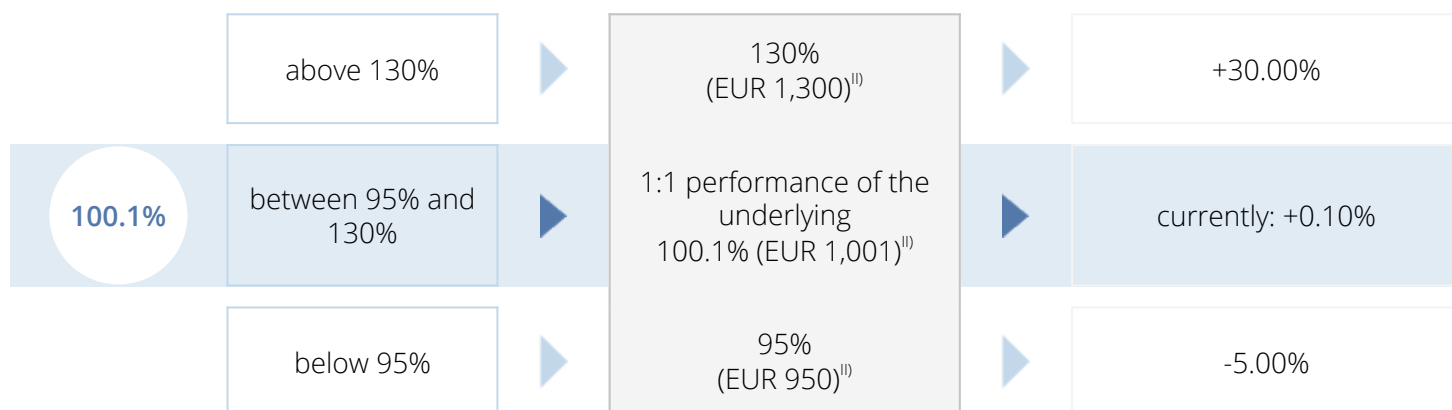 above 130%
130%
(EUR 1,300)II)
+30.00%
100.1%
between 95% and
130%
1:1 performance of the
underlying
100.1% (EUR 1,001)II)
currently: +0.10%
below 95%
95%
(EUR 950)II)
-5.00%